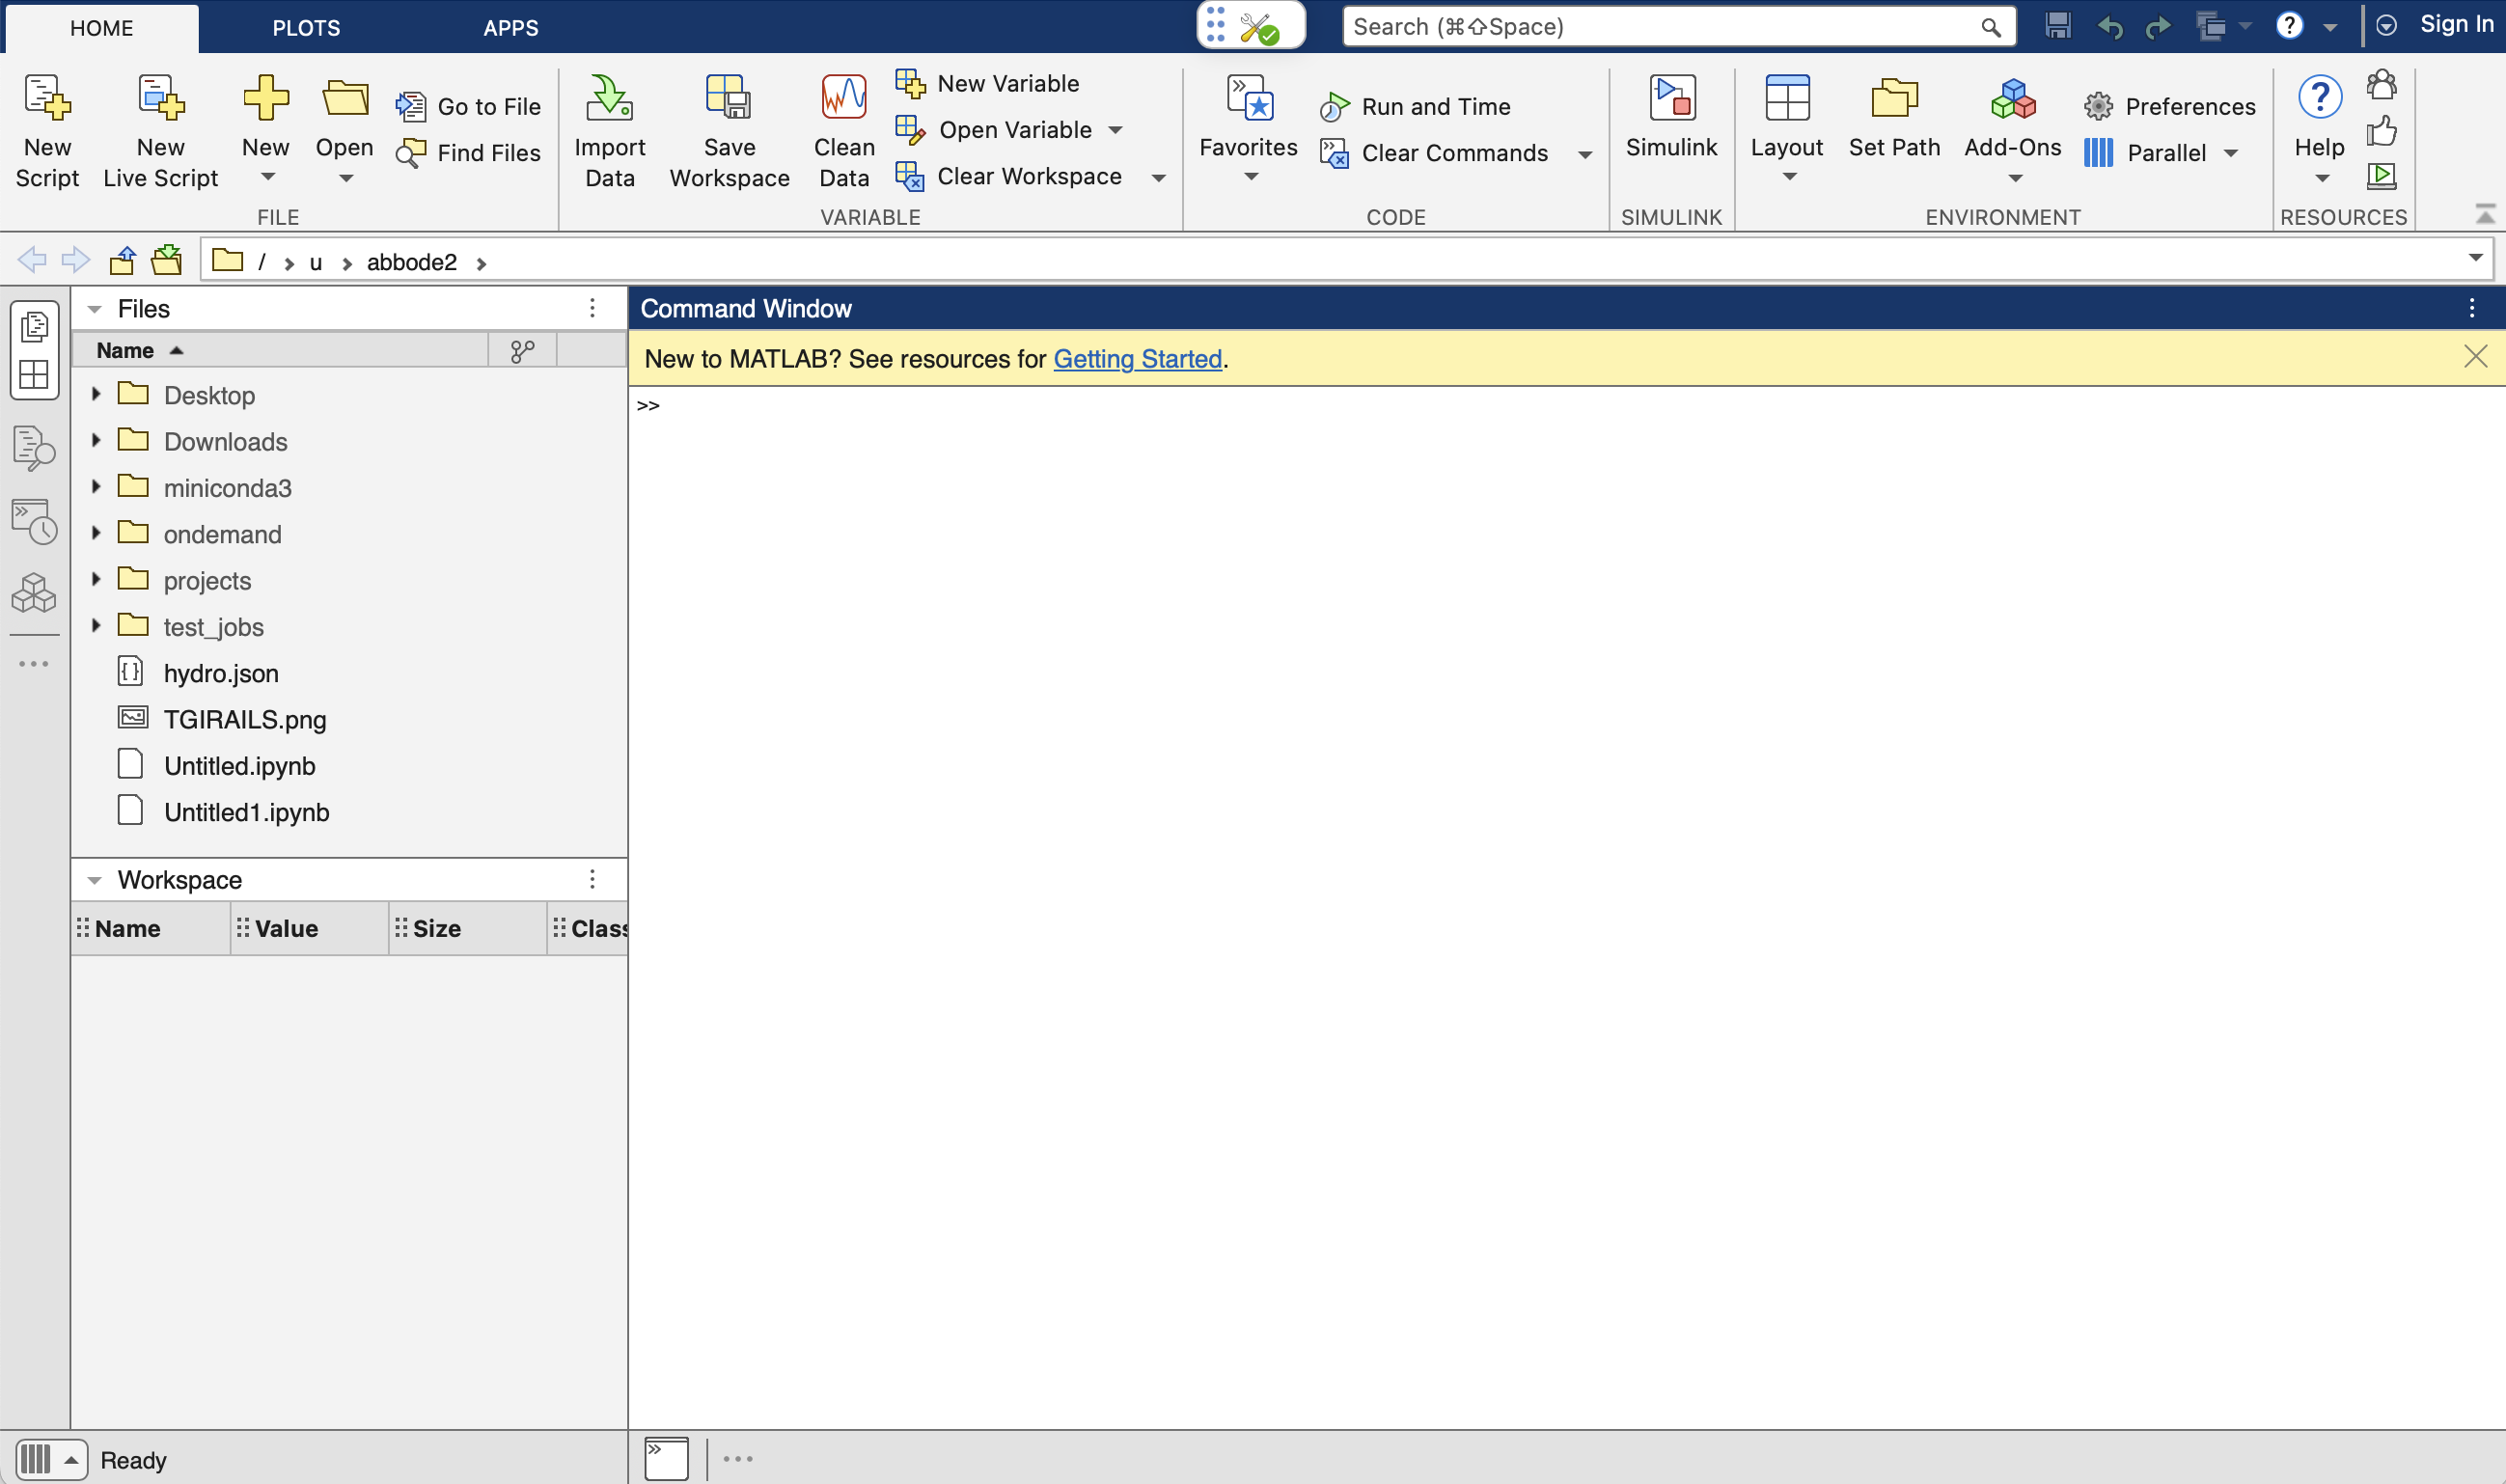 HOME PLOTS APPS Search (⌘⇧Space) Sign In
New Script
New Live Script
New
Open
Go to File
Find Files
FILE
Import Data
Save Workspace
Clean Data
New Variable
Open Variable
Clear Workspace
VARIABLE
Favorites
Run and Time
Clear Commands
CODE
Simulink
SIMULINK
Layout
Set Path
Add-Ons
Preferences
Parallel
ENVIRONMENT
Help
RESOURCES
/ › u › abbode2 ›
Files
Name
Desktop
Downloads
miniconda3
ondemand
projects
test_jobs
hydro.json
TGIRAILS.png
Untitled.ipynb
Untitled1.ipynb
Workspace
Name Value Size Class
Command Window
New to MATLAB? See resources for Getting Started.
>>
Ready